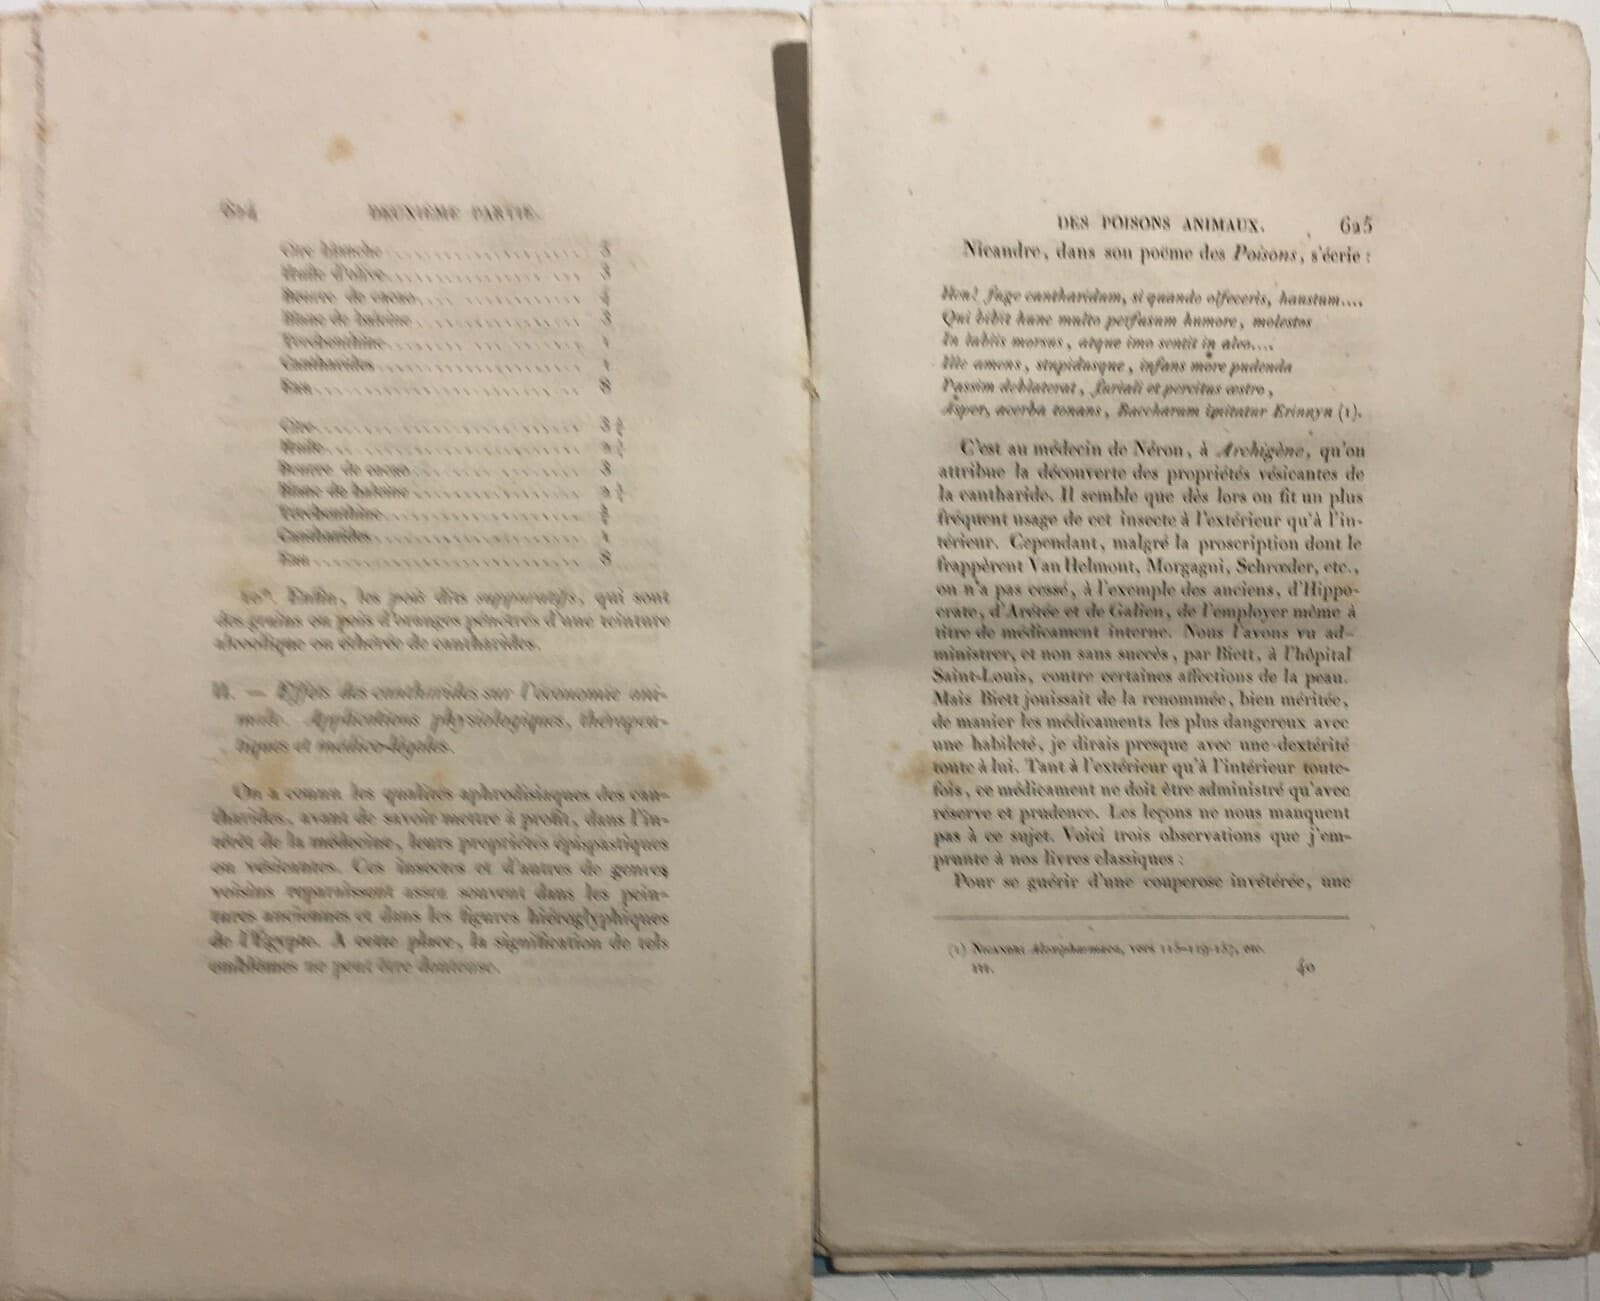 624 DEUXIÈME PARTIE.
Cire blanche 3
Huile d'olive 3
Beurre de cacao 4
Blanc de baleine 3
Térébenthine 1
Cantharides 1
Eau 8
Cire 3
Huile
Beurre de cacao 3
Blanc de baleine
Térébenthine
Cantharides 1
Eau 8
10°. Enfin, les pois dits suppuratifs, qui sont
des grains ou pois d'oranges pénétrés d'une teinture
alcoolique ou éthérée de cantharides.
VI. — Effets des cantharides sur l'économie ani-
male. Applications physiologiques, thérapeu-
tiques et médico-légales.
On a connu les qualités aphrodisiaques des can-
tharides, avant de savoir mettre à profit, dans l'in-
térêt de la médecine, leurs propriétés épispastiques
ou vésicantes. Ces insectes et d'autres de genres
voisins reparaissent assez souvent dans les pein-
tures anciennes et dans les figures hiéroglyphiques
de l'Égypte. A cette place, la signification de tels
emblèmes ne peut être douteuse.
DES POISONS ANIMAUX. 625
Nicandre, dans son poëme des Poisons, s'écrie :
Heu! fuge cantharidum, si quando olfeceris, haustum....
Qui bibit hunc multo perfusum humore, molestos
In labiis morsus, atque imo sentit in alvo....
Ille amens, stupidusque, infans more pudenda
Passim deblaterat, furiali et percitus œstro,
Asper, acerba tonans, Baccharum imitatur Erinnyn (1).
C'est au médecin de Néron, à Archigène, qu'on
attribue la découverte des propriétés vésicantes de
la cantharide. Il semble que dès lors on fit un plus
fréquent usage de cet insecte à l'extérieur qu'à l'in-
térieur. Cependant, malgré la proscription dont le
frappèrent Van Helmont, Morgagni, Schrœder, etc.,
on n'a pas cessé, à l'exemple des anciens, d'Hippo-
crate, d'Arétée et de Galien, de l'employer même à
titre de médicament interne. Nous l'avons vu ad-
ministrer, et non sans succès, par Biett, à l'hôpital
Saint-Louis, contre certaines affections de la peau.
Mais Biett jouissait de la renommée, bien méritée,
de manier les médicaments les plus dangereux avec
une habileté, je dirais presque avec une dextérité
toute à lui. Tant à l'extérieur qu'à l'intérieur toute-
fois, ce médicament ne doit être administré qu'avec
réserve et prudence. Les leçons ne nous manquent
pas à ce sujet. Voici trois observations que j'em-
prunte à nos livres classiques :
Pour se guérir d'une couperose invétérée, une
(1) NICANDRI Alexipharmaca, vers 115-119-157, etc.
III. 40